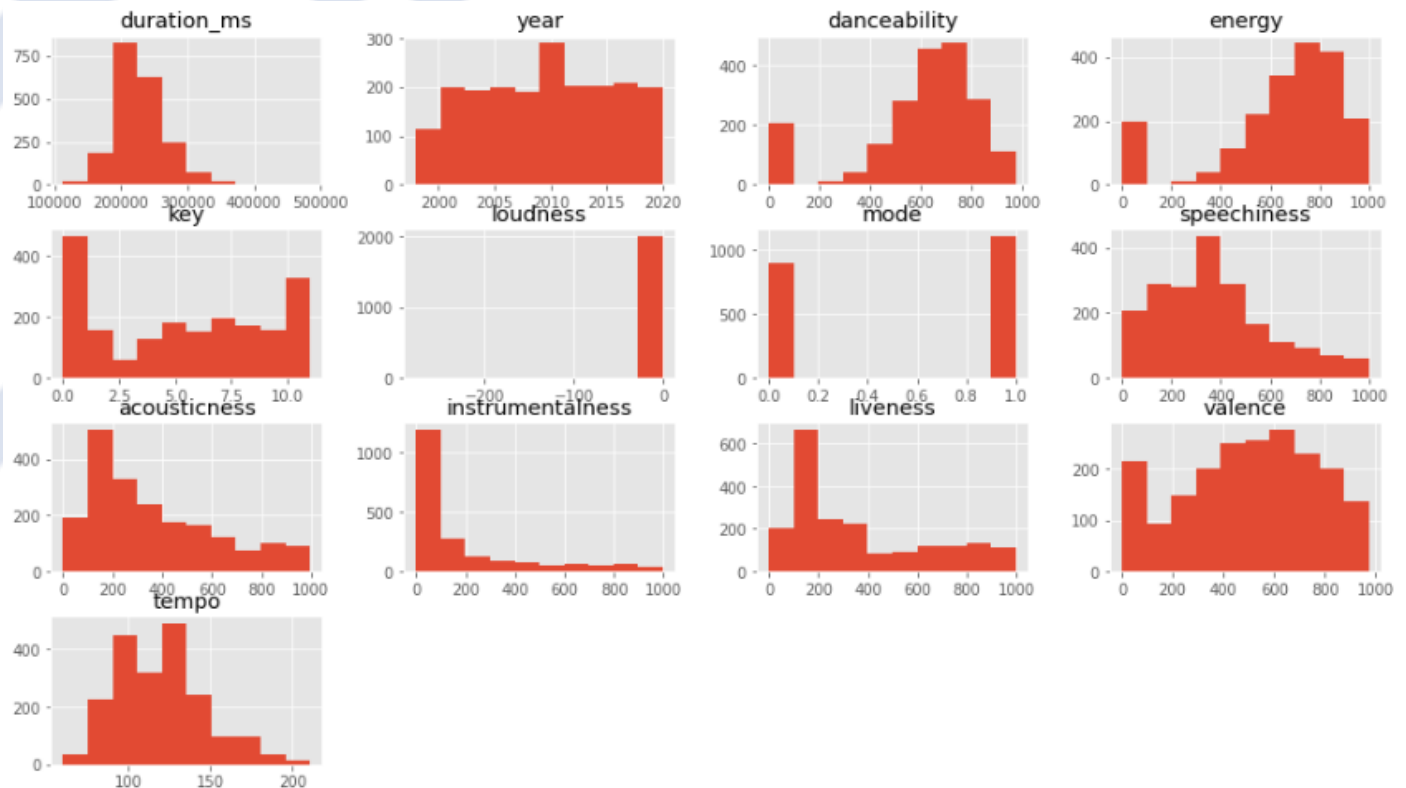 duration_ms year danceability energy
750 300 400 400
500 200
250 100 200 200
0 0 0 0
100000 200000 300000 400000 500000 2000 2005 2010 2015 2020 0 200 400 600 800 1000 0 200 400 600 800 1000
key loudness mode speechiness
400 2000 1000 400
200 1000 500 200
0 0 0 0
0.0 2.5 5.0 7.5 10.0 −200 −100 0 0.0 0.2 0.4 0.6 0.8 1.0 0 200 400 600 800 1000
acousticness instrumentalness liveness valence
400 1000 600 200
200 500 400 100
200
0 0 0 0
0 200 400 600 800 1000 0 200 400 600 800 1000 0 200 400 600 800 1000 0 200 400 600 800 1000
tempo
400
200
0
100 150 200